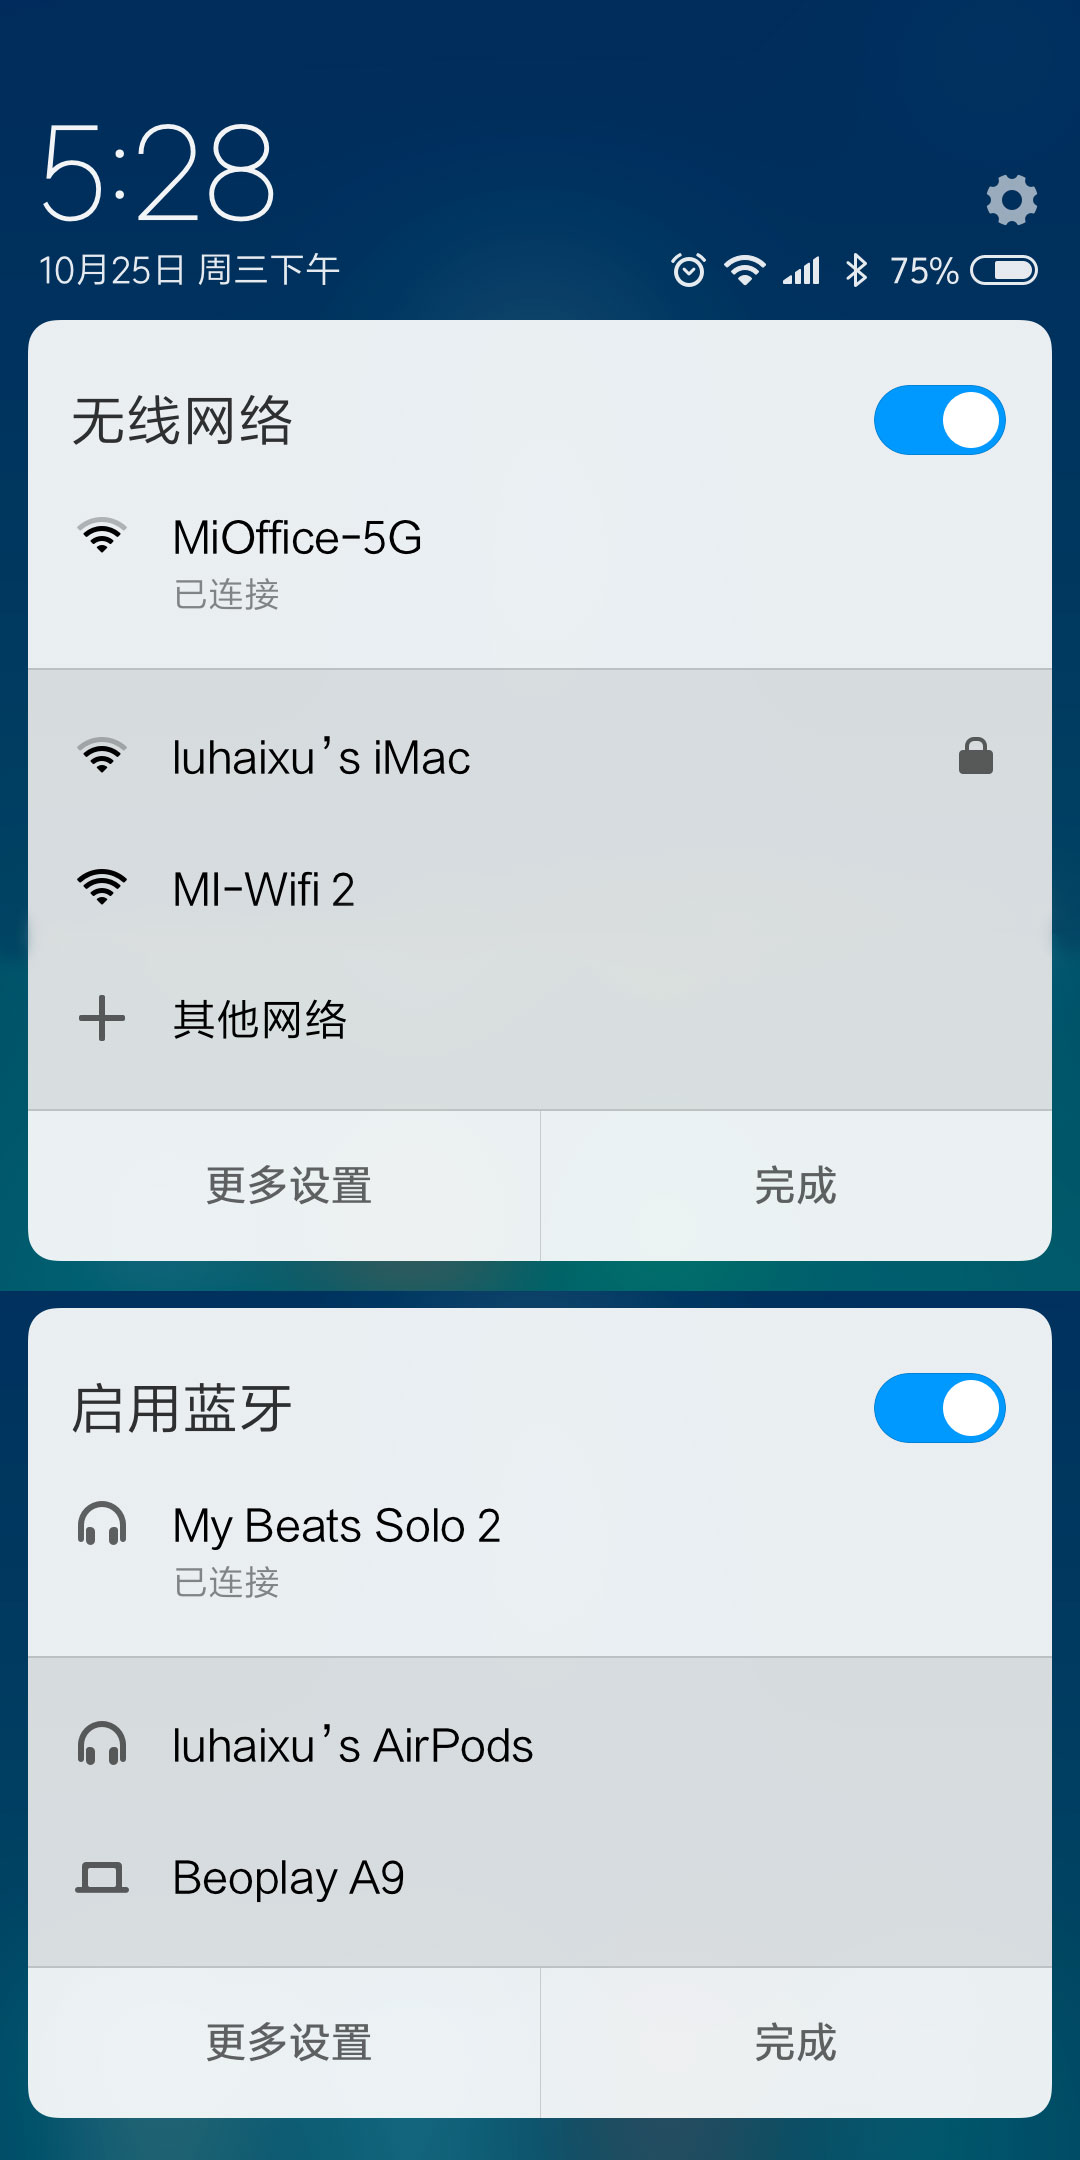 5:28
10月25日 周三下午
75%
无线网络
MiOffice-5G
已连接
luhaixu’s iMac
MI-Wifi 2
其他网络
更多设置 完成
启用蓝牙
My Beats Solo 2
已连接
luhaixu’s AirPods
Beoplay A9
更多设置 完成